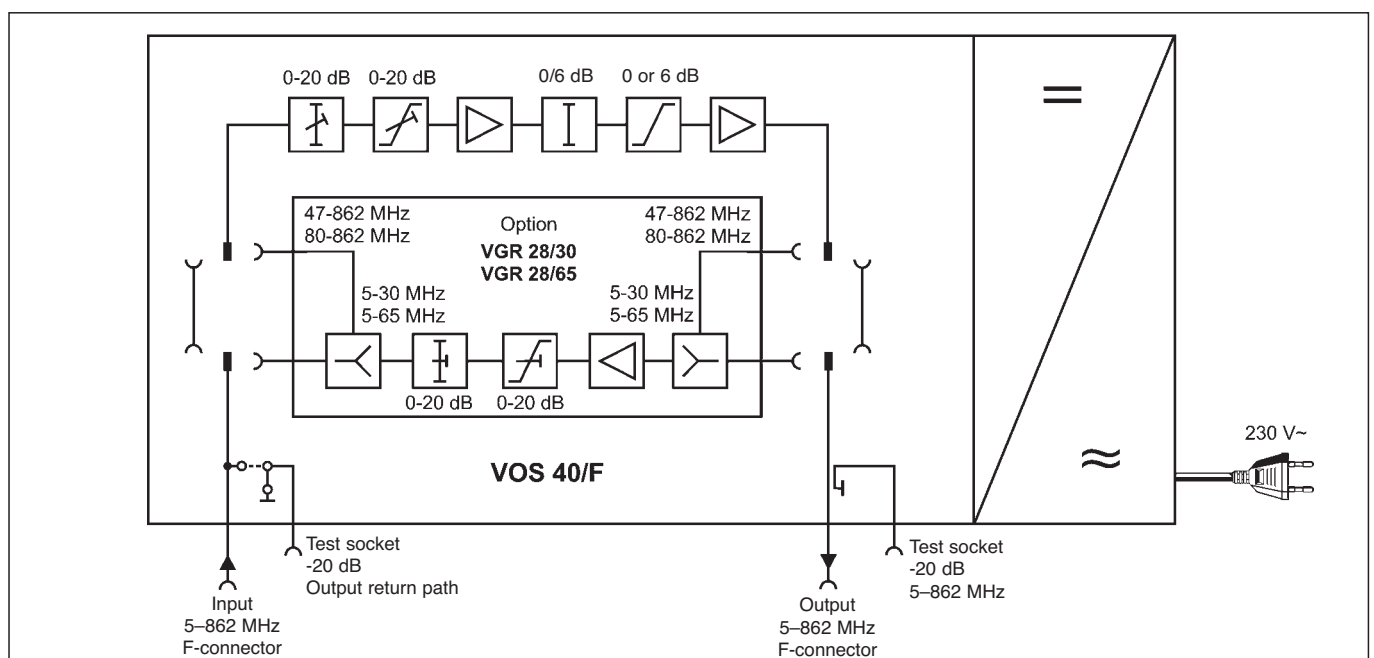 0-20 dB
0-20 dB
0/6 dB
0 or 6 dB
47-862 MHz
80-862 MHz
Option
VGR 28/30
VGR 28/65
47-862 MHz
80-862 MHz
5-30 MHz
5-65 MHz
5-30 MHz
5-65 MHz
0-20 dB
0-20 dB
VOS 40/F
230 V~
Test socket
-20 dB
Output return path
Input
5–862 MHz
F-connector
Output
5–862 MHz
F-connector
Test socket
-20 dB
5–862 MHz